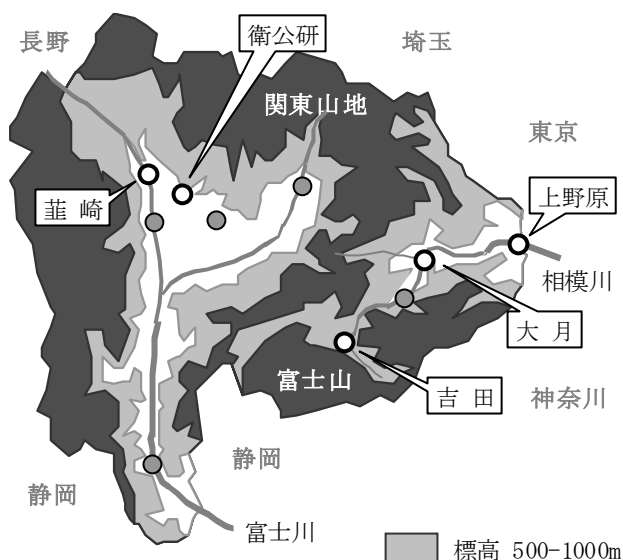 長野
衛公研
埼玉
関東山地
東京
韮崎
上野原
相模川
大月
富士山
吉田
神奈川
静岡
静岡
富士川
標高 500-1000m